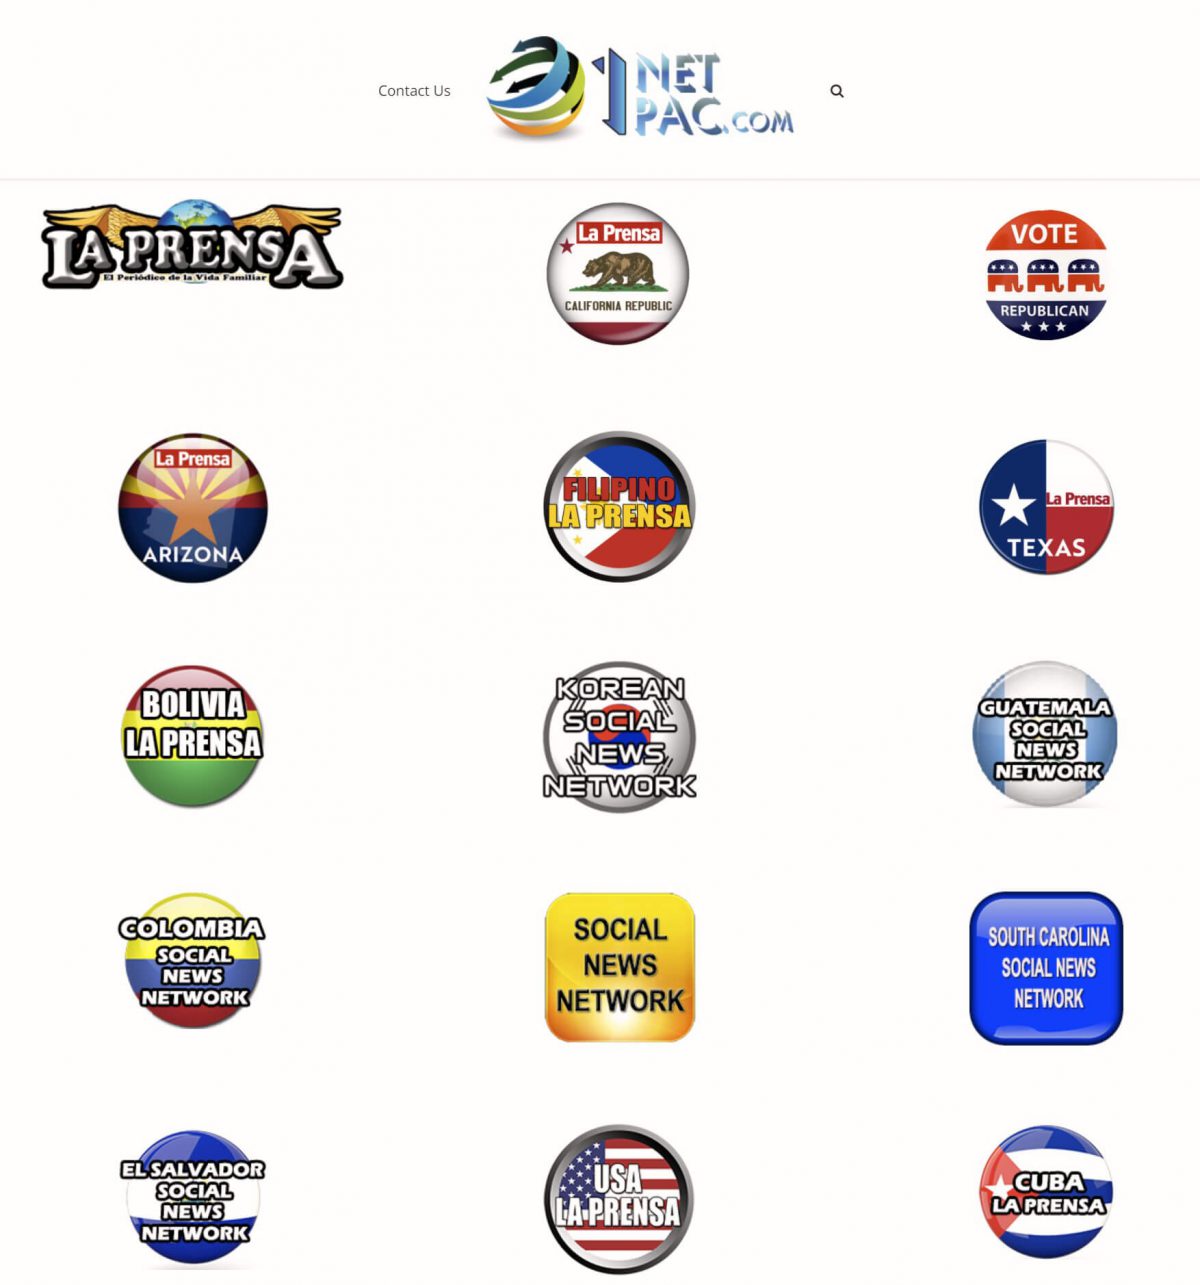 Contact Us
1 NET
PAC.COM
LA PRENSA
El Periódico de la Vida Familiar
La Prensa
CALIFORNIA REPUBLIC
VOTE
REPUBLICAN
La Prensa
ARIZONA
FILIPINO
LA PRENSA
La Prensa
TEXAS
BOLIVIA
LA PRENSA
KOREAN
SOCIAL
NEWS
NETWORK
GUATEMALA
SOCIAL
NEWS
NETWORK
COLOMBIA
SOCIAL
NEWS
NETWORK
SOCIAL
NEWS
NETWORK
SOUTH CAROLINA
SOCIAL NEWS
NETWORK
EL SALVADOR
SOCIAL
NEWS
NETWORK
USA
LA PRENSA
CUBA
LA PRENSA